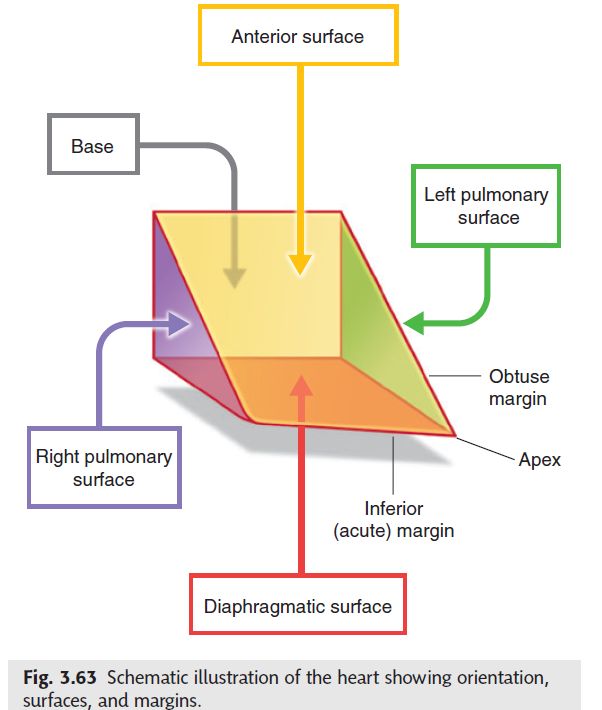 Anterior surface
Base
Left pulmonary
surface
Obtuse
margin
Right pulmonary
surface
Apex
Inferior
(acute) margin
Diaphragmatic surface
Fig. 3.63 Schematic illustration of the heart showing orientation,
surfaces, and margins.